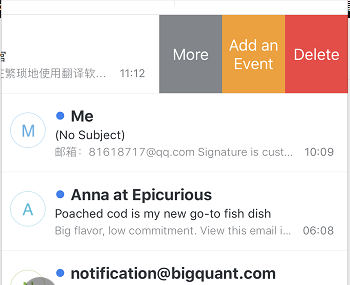 More
Add an
Event
Delete
在繁琐地使用翻译软... 11:12
M
Me
(No Subject)
邮箱：81618717@qq.com Signature is cust... 10:09
A
Anna at Epicurious
Poached cod is my new go-to fish dish
Big flavor, low commitment. View this email i... 06:08
notification@bigquant.com